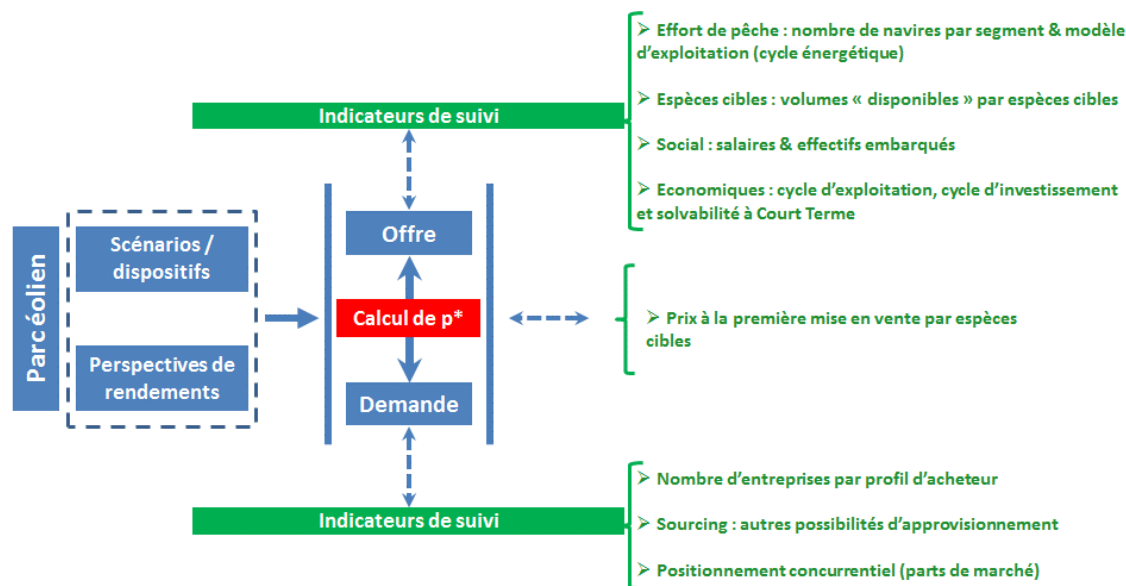 ➢ Effort de pêche : nombre de navires par segment & modèle
d'exploitation (cycle énergétique)
➢ Espèces cibles : volumes « disponibles » par espèces cibles
Indicateurs de suivi
➢ Social : salaires & effectifs embarqués
➢ Economiques : cycle d'exploitation, cycle d'investissement
et solvabilité à Court Terme
Parc éolien
Scénarios /
dispositifs
Perspectives de
rendements
Offre
Calcul de p*
Demande
➢ Prix à la première mise en vente par espèces
cibles
Indicateurs de suivi
➢ Nombre d'entreprises par profil d'acheteur
➢ Sourcing : autres possibilités d'approvisionnement
➢ Positionnement concurrentiel (parts de marché)